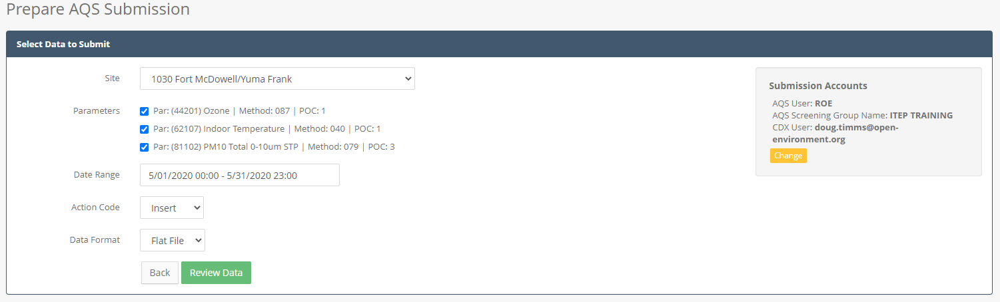 Prepare AQS Submission
Select Data to Submit
Site
1030 Fort McDowell/Yuma Frank
Parameters
Par: (44201) Ozone | Method: 087 | POC: 1
Par: (62107) Indoor Temperature | Method: 040 | POC: 1
Par: (81102) PM10 Total 0-10um STP | Method: 079 | POC: 3
Date Range
5/01/2020 00:00 - 5/31/2020 23:00
Action Code
Insert
Data Format
Flat File
Back
Review Data
Submission Accounts
AQS User: ROE
AQS Screening Group Name: ITEP TRAINING
CDX User: doug.timms@open-
environment.org
Change